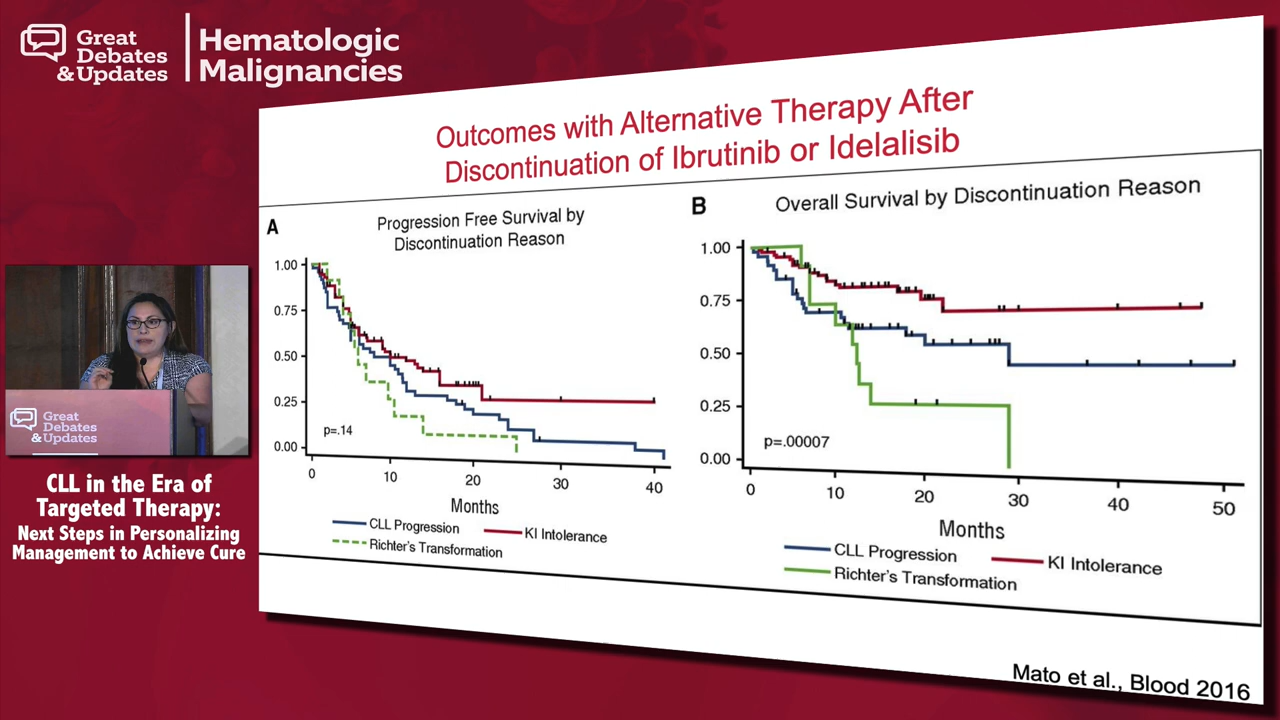 Great
Debates
& Updates
Hematologic
Malignancies
Outcomes with Alternative Therapy After
Discontinuation of Ibrutinib or Idelalisib
A
Progression Free Survival by
Discontinuation Reason
1.00
0.75
0.50
0.25
0.00
p=.14
0
10
20
30
40
Months
CLL Progression
KI Intolerance
Richter's Transformation
B
Overall Survival by Discontinuation Reason
1.00
0.75
0.50
0.25
0.00
p=.00007
0
10
20
30
40
50
Months
CLL Progression
KI Intolerance
Richter's Transformation
Mato et al., Blood 2016
Great
Debates
& Updates
CLL in the Era of
Targeted Therapy:
Next Steps in Personalizing
Management to Achieve Cure